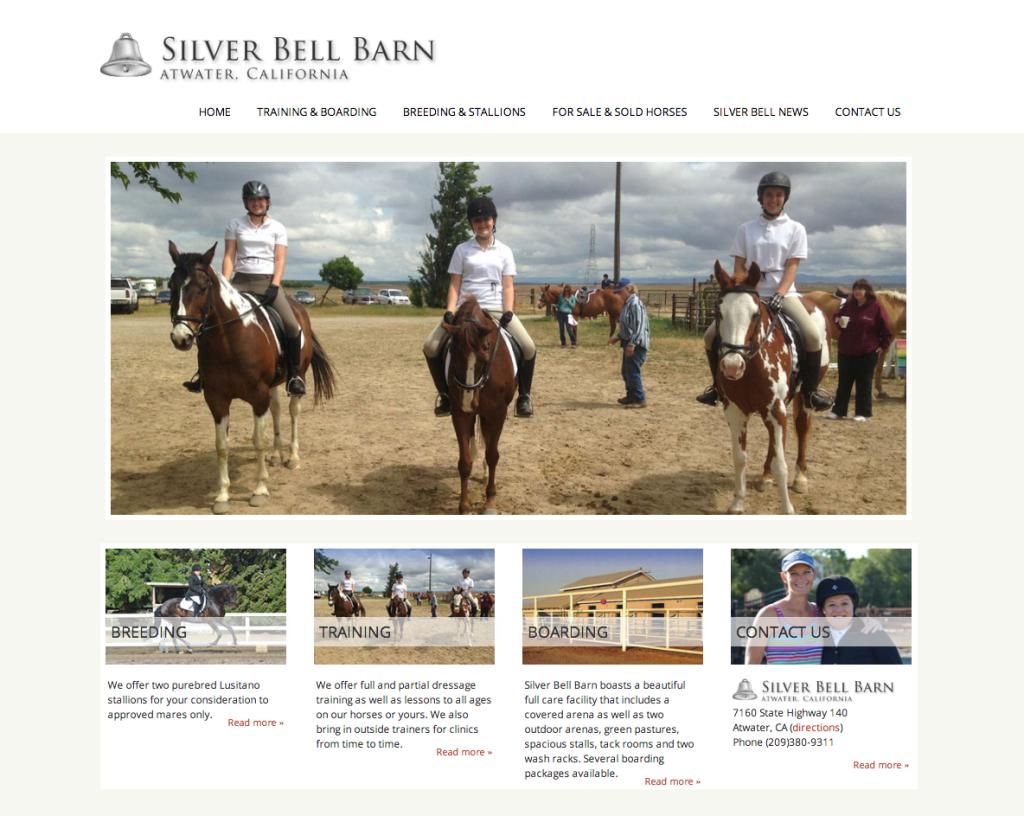 SILVER BELL BARN
ATWATER, CALIFORNIA
HOME TRAINING & BOARDING BREEDING & STALLIONS FOR SALE & SOLD HORSES SILVER BELL NEWS CONTACT US
BREEDING
We offer two purebred Lusitano
stallions for your consideration to
approved mares only.
Read more »
TRAINING
We offer full and partial dressage
training as well as lessons to all ages
on our horses or yours. We also
bring in outside trainers for clinics
from time to time.
Read more »
BOARDING
Silver Bell Barn boasts a beautiful
full care facility that includes a
covered arena as well as two
outdoor arenas, green pastures,
spacious stalls, tack rooms and two
wash racks. Several boarding
packages available.
Read more »
CONTACT US
SILVER BELL BARN
ATWATER, CALIFORNIA
7160 State Highway 140
Atwater, CA (directions)
Phone (209)380-9311
Read more »